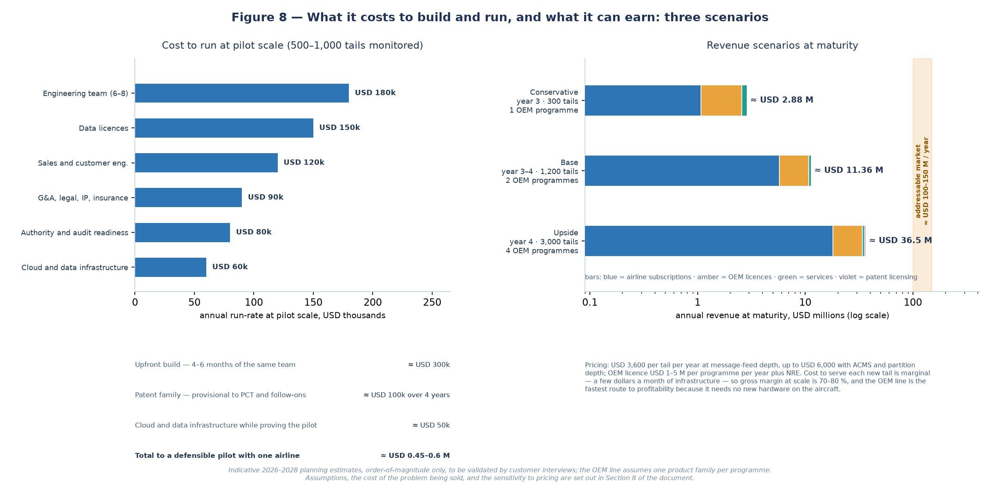 Figure 8 — What it costs to build and run, and what it can earn: three scenarios
Cost to run at pilot scale (500–1,000 tails monitored)
Engineering team (6–8)
USD 180k
Data licences
USD 150k
Sales and customer eng.
USD 120k
G&A, legal, IP, insurance
USD 90k
Authority and audit readiness
USD 80k
Cloud and data infrastructure
USD 60k
0 50 100 150 200 250
annual run-rate at pilot scale, USD thousands
Upfront build — 4–6 months of the same team ≈ USD 300k
Patent family — provisional to PCT and follow-ons ≈ USD 100k over 4 years
Cloud and data infrastructure while proving the pilot ≈ USD 50k
Total to a defensible pilot with one airline ≈ USD 0.45–0.6 M
Revenue scenarios at maturity
Conservative
year 3 · 300 tails
1 OEM programme
≈ USD 2.88 M
Base
year 3–4 · 1,200 tails
2 OEM programmes
≈ USD 11.36 M
Upside
year 4 · 3,000 tails
4 OEM programmes
≈ USD 36.5 M
addressable market
≈ USD 100–150 M / year
bars: blue = airline subscriptions · amber = OEM licences · green = services · violet = patent licensing
0.1 1 10 100
annual revenue at maturity, USD millions (log scale)
Pricing: USD 3,600 per tail per year at message-feed depth, up to USD 6,000 with ACMS and partition
depth; OEM licence USD 1–5 M per programme per year plus NRE. Cost to serve each new tail is marginal
— a few dollars a month of infrastructure — so gross margin at scale is 70–80 %, and the OEM line is the
fastest route to profitability because it needs no new hardware on the aircraft.
Indicative 2026–2028 planning estimates, order-of-magnitude only, to be validated by customer interviews; the OEM line assumes one product family per programme.
Assumptions, the cost of the problem being sold, and the sensitivity to pricing are set out in Section 8 of the document.